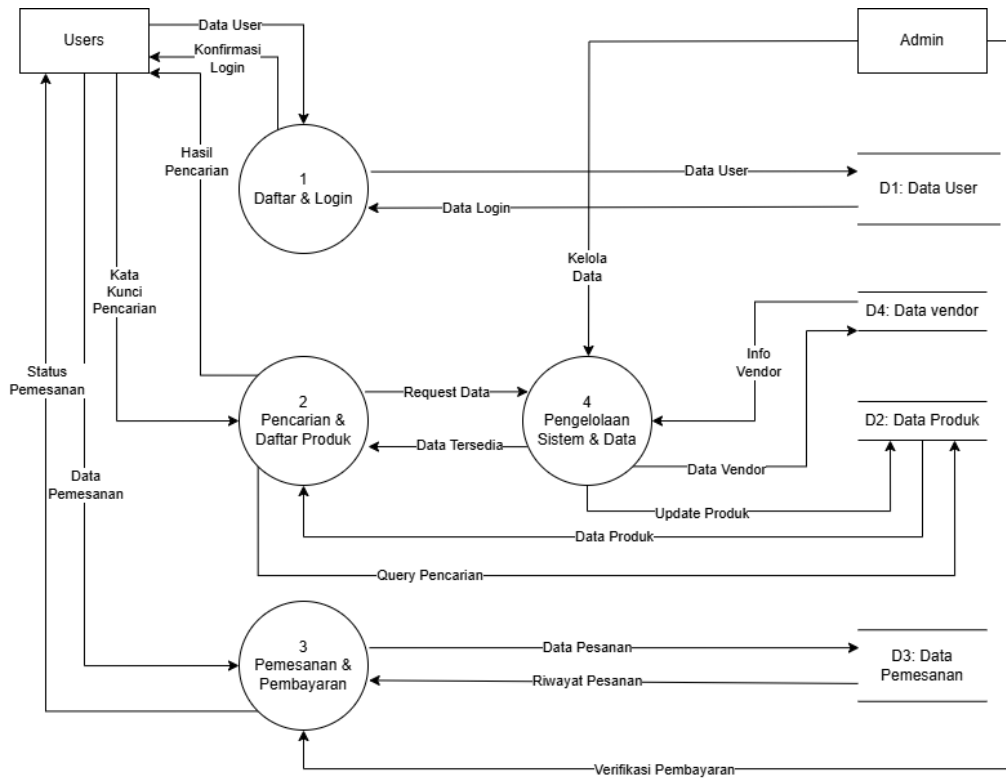 Users
Data User
Admin
Konfirmasi
Login
Hasil
Pencarian
1
Daftar & Login
Data User
D1: Data User
Data Login
Kelola
Data
Kata
Kunci
Pencarian
D4: Data vendor
Info
Vendor
Status
Pemesanan
2
Pencarian &
Daftar Produk
Request Data
4
Pengelolaan
Sistem & Data
D2: Data Produk
Data Tersedia
Data Vendor
Data
Pemesanan
Update Produk
Data Produk
Query Pencarian
3
Pemesanan &
Pembayaran
Data Pesanan
D3: Data
Pemesanan
Riwayat Pesanan
Verifikasi Pembayaran